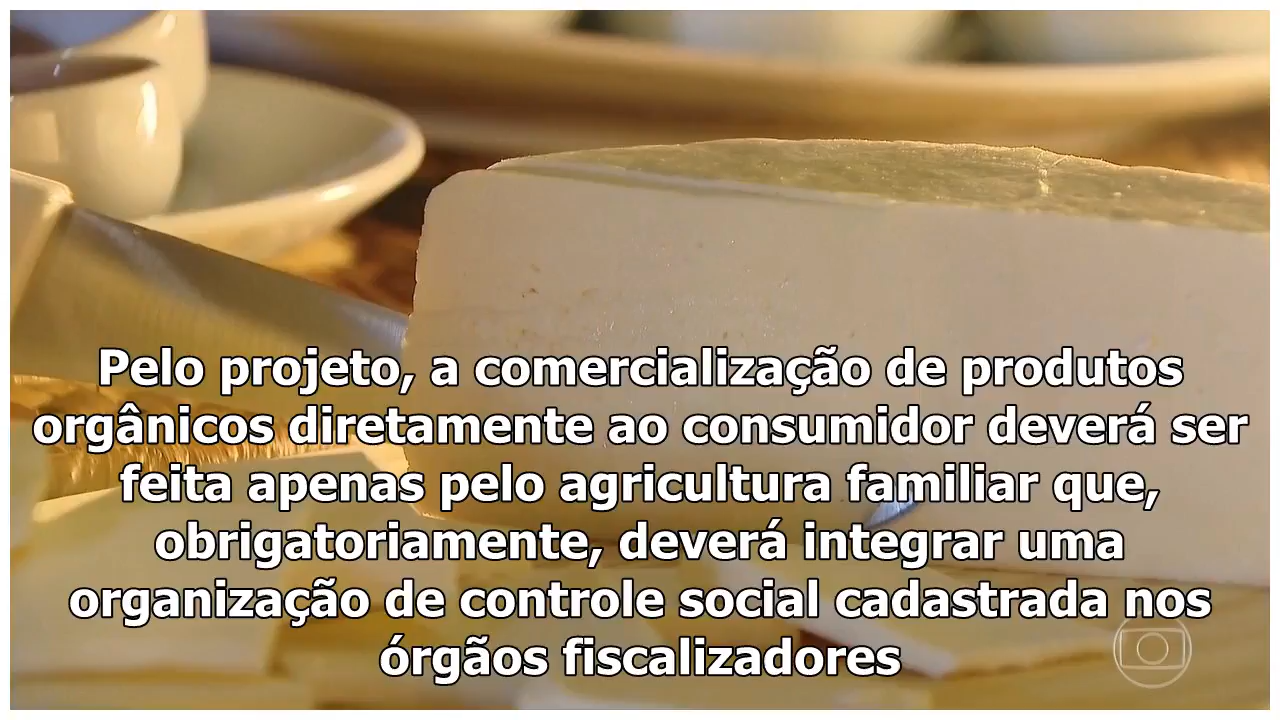 Pelo projeto, a comercialização de produtos
orgânicos diretamente ao consumidor deverá ser
feita apenas pelo agricultura familiar que,
obrigatoriamente, deverá integrar uma
organização de controle social cadastrada nos
órgãos fiscalizadores